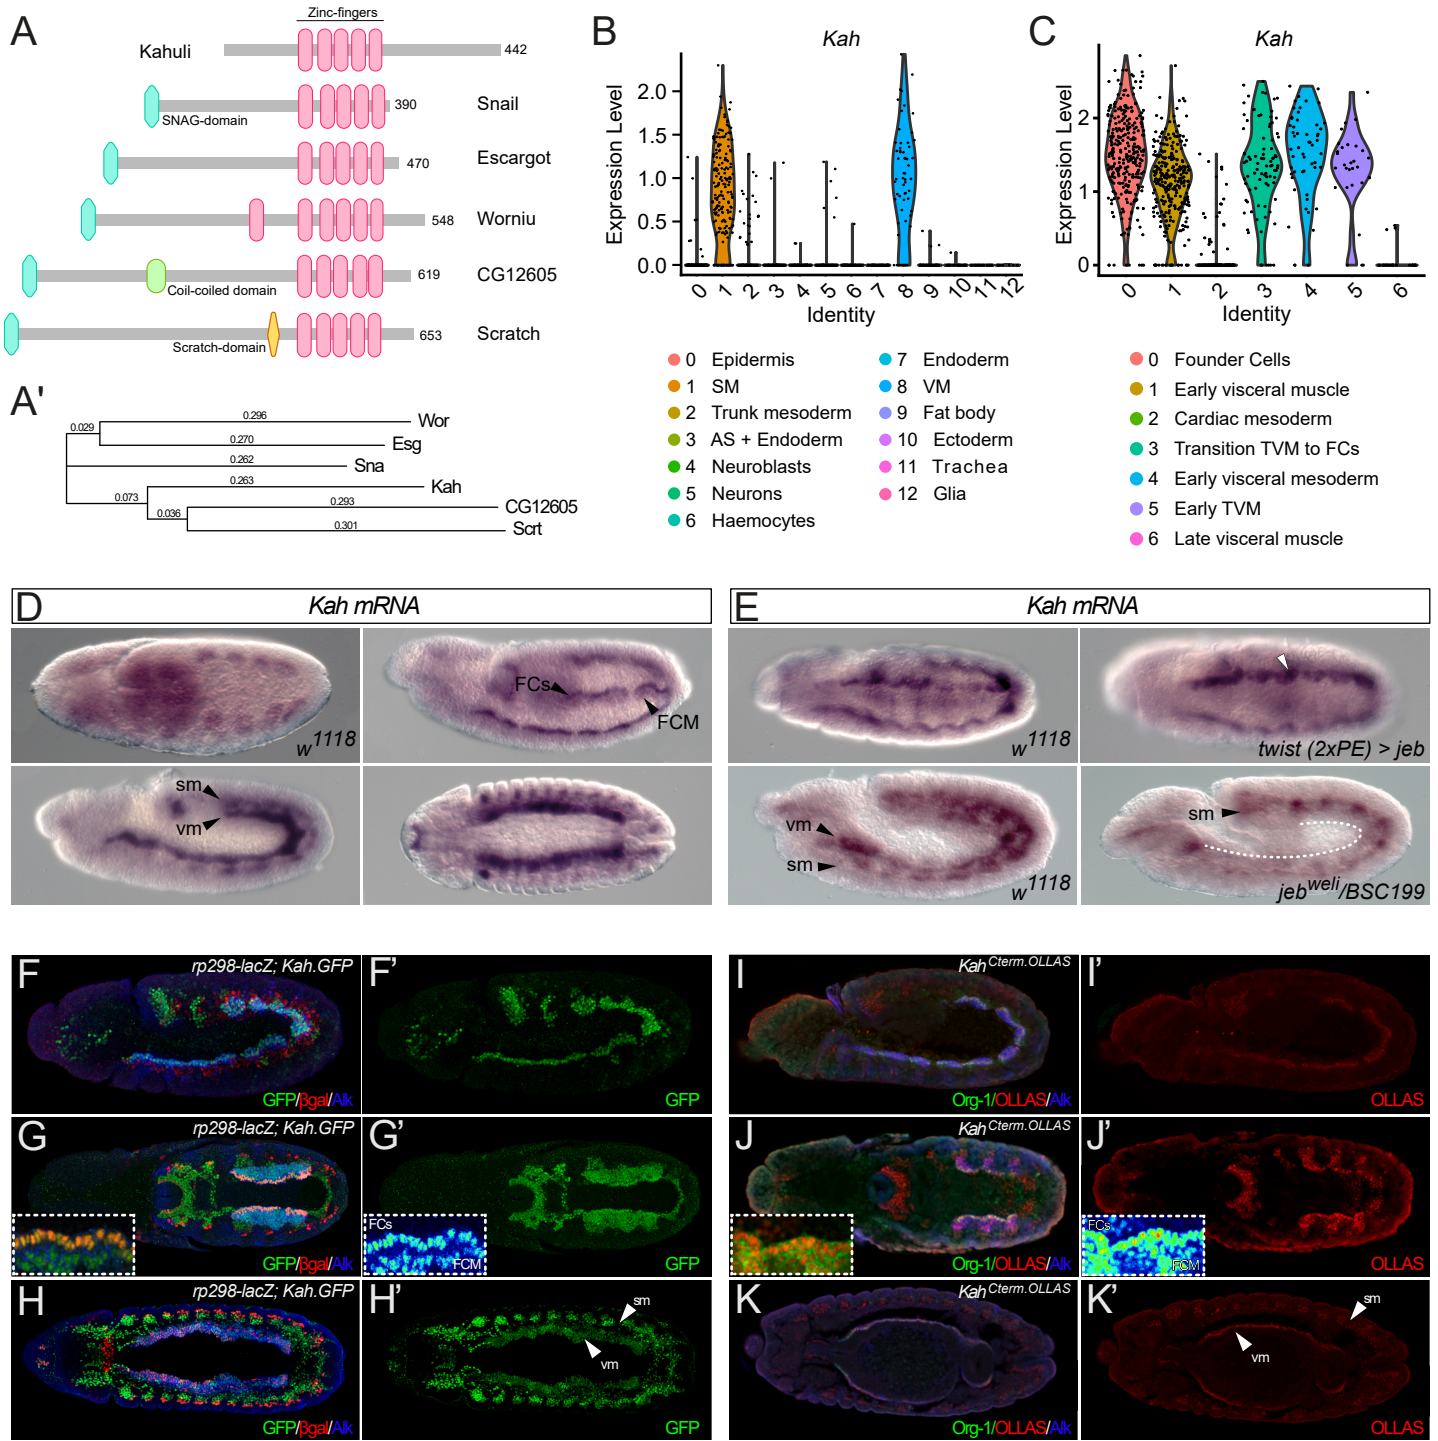 A
Zinc-fingers
Kahuli
442
390
Snail
SNAG-domain
470
Escargot
548
Worniu
619
CG12605
Coil-coiled domain
653
Scratch
Scratch-domain
A'
0.029
0.296
Wor
0.270
Esg
0.262
Sna
0.073
0.263
Kah
0.036
0.293
CG12605
0.301
Scrt
B
Kah
Expression Level
2.0
1.5
1.0
0.5
0.0
0 1 2 3 4 5 6 7 8 9 10 11 12
Identity
0 Epidermis
1 SM
2 Trunk mesoderm
3 AS + Endoderm
4 Neuroblasts
5 Neurons
6 Haemocytes
7 Endoderm
8 VM
9 Fat body
10 Ectoderm
11 Trachea
12 Glia
C
Kah
Expression Level
2
1
0
0 1 2 3 4 5 6
Identity
0 Founder Cells
1 Early visceral muscle
2 Cardiac mesoderm
3 Transition TVM to FCs
4 Early visceral mesoderm
5 Early TVM
6 Late visceral muscle
D
Kah mRNA
w1118
FCs
FCM
sm
vm
E
Kah mRNA
w1118
twist (2xPE) > jeb
vm
sm
w1118
sm
jebweli/BSC199
F
rp298-lacZ; Kah.GFP
GFP/βgal/Alk
F'
GFP
G
rp298-lacZ; Kah.GFP
GFP/βgal/Alk
G'
FCs
FCM
GFP
H
rp298-lacZ; Kah.GFP
GFP/βgal/Alk
H'
sm
vm
GFP
I
KahCterm.OLLAS
Org-1/OLLAS/Alk
I'
OLLAS
J
KahCterm.OLLAS
Org-1/OLLAS/Alk
J'
FCs
FCM
OLLAS
K
KahCterm.OLLAS
Org-1/OLLAS/Alk
K'
sm
vm
OLLAS